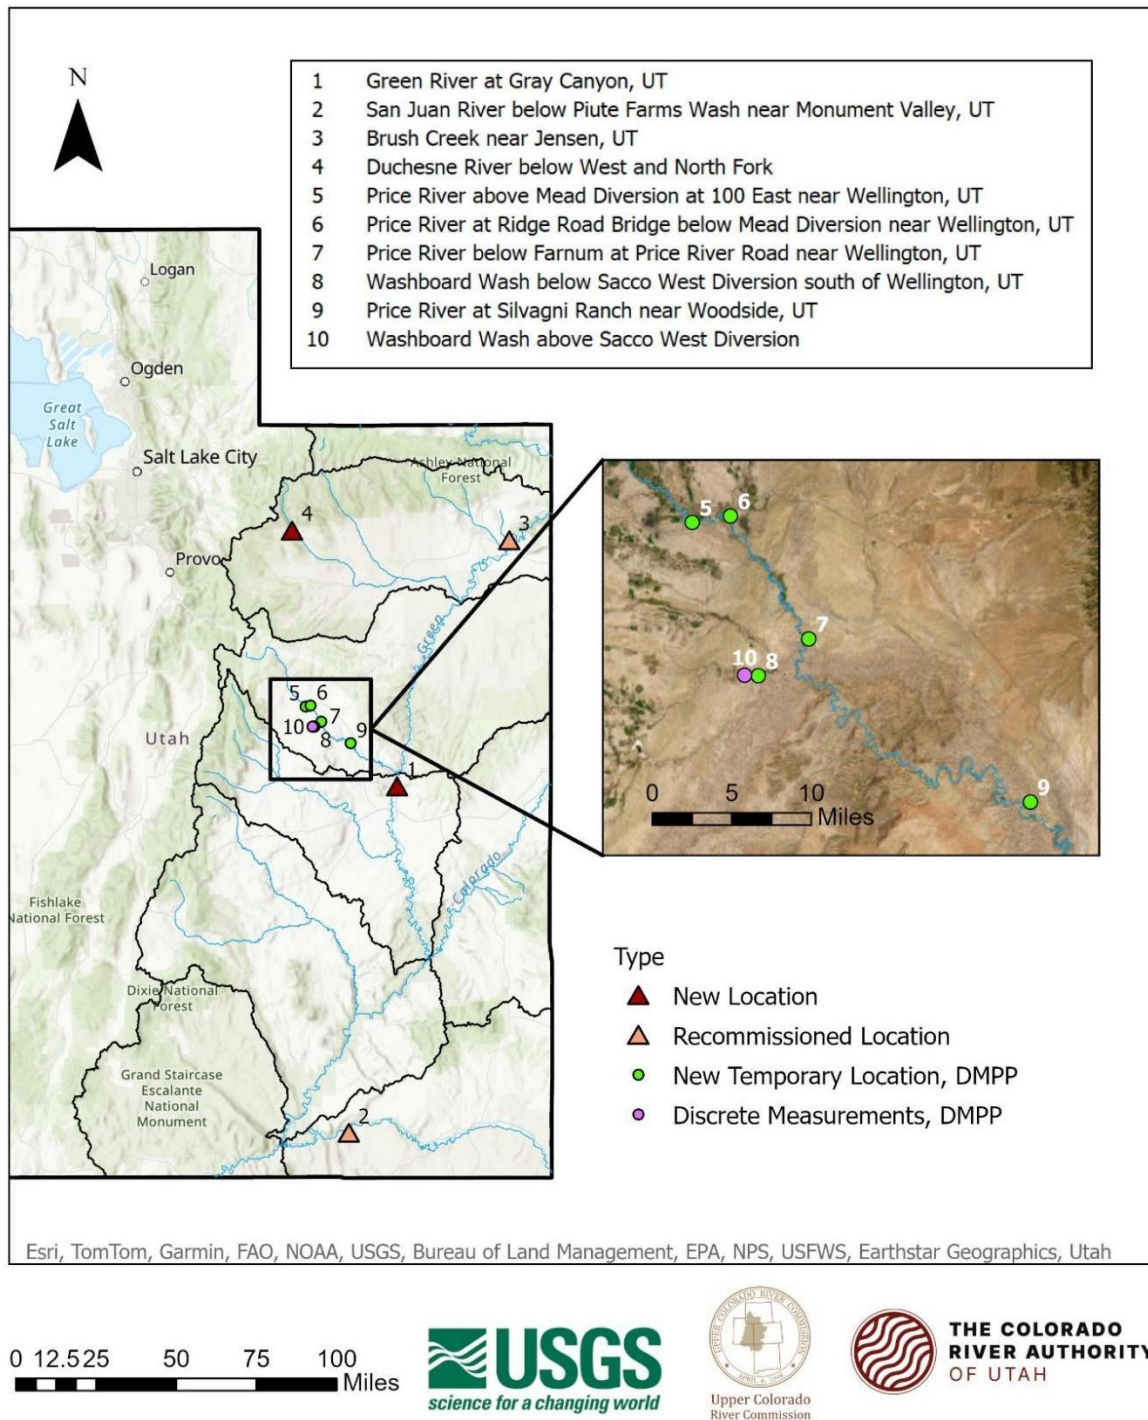 N
1 Green River at Gray Canyon, UT
2 San Juan River below Piute Farms Wash near Monument Valley, UT
3 Brush Creek near Jensen, UT
4 Duchesne River below West and North Fork
5 Price River above Mead Diversion at 100 East near Wellington, UT
6 Price River at Ridge Road Bridge below Mead Diversion near Wellington, UT
7 Price River below Farnum at Price River Road near Wellington, UT
8 Washboard Wash below Sacco West Diversion south of Wellington, UT
9 Price River at Silvagni Ranch near Woodside, UT
10 Washboard Wash above Sacco West Diversion
Logan
Ogden
Great
Salt
Lake
Salt Lake City
Ashley National
Forest
4
3
Provo
Green
5 6
7
10
8
9
Utah
1
Colorado
Fishlake
National Forest
Dixie National
Forest
Grand Staircase
Escalante
National
Monument
2
5
6
7
10 8
9
0 5 10
Miles
Type
New Location
Recommissioned Location
New Temporary Location, DMPP
Discrete Measurements, DMPP
Esri, TomTom, Garmin, FAO, NOAA, USGS, Bureau of Land Management, EPA, NPS, USFWS, Earthstar Geographics, Utah
0 12.5 25 50 75 100
Miles
USGS
science for a changing world
UPPER COLORADO RIVER COMMISSION
APRIL 6, 1949
Upper Colorado
River Commission
THE COLORADO
RIVER AUTHORITY
OF UTAH